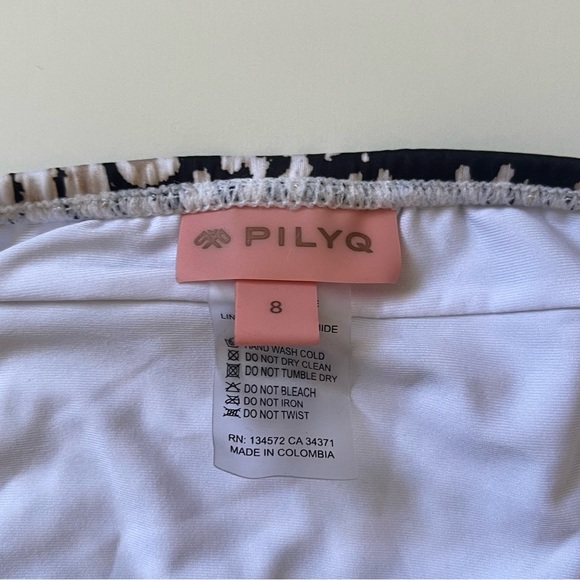 PILYQ
8
HAND WASH COLD
DO NOT DRY CLEAN
DO NOT TUMBLE DRY
DO NOT BLEACH
DO NOT IRON
DO NOT TWIST
RN: 134572 CA 34371
MADE IN COLOMBIA